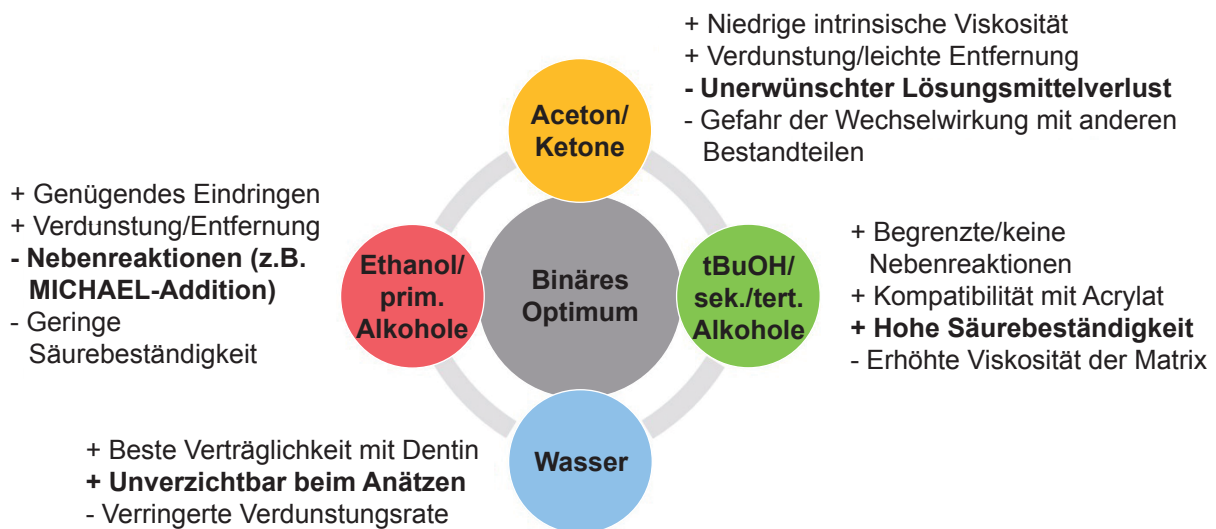 + Niedrige intrinsische Viskosität
+ Verdunstung/leichte Entfernung
- Unerwünschter Lösungsmittelverlust
- Gefahr der Wechselwirkung mit anderen
Bestandteilen
Aceton/
Ketone
+ Genügendes Eindringen
+ Verdunstung/Entfernung
- Nebenreaktionen (z.B.
MICHAEL-Addition)
- Geringe
Säurebeständigkeit
Ethanol/
prim.
Alkohole
Binäres
Optimum
tBuOH/
sek./tert.
Alkohole
+ Begrenzte/keine
Nebenreaktionen
+ Kompatibilität mit Acrylat
+ Hohe Säurebeständigkeit
- Erhöhte Viskosität der Matrix
+ Beste Verträglichkeit mit Dentin
+ Unverzichtbar beim Anätzen
- Verringerte Verdunstungsrate
Wasser